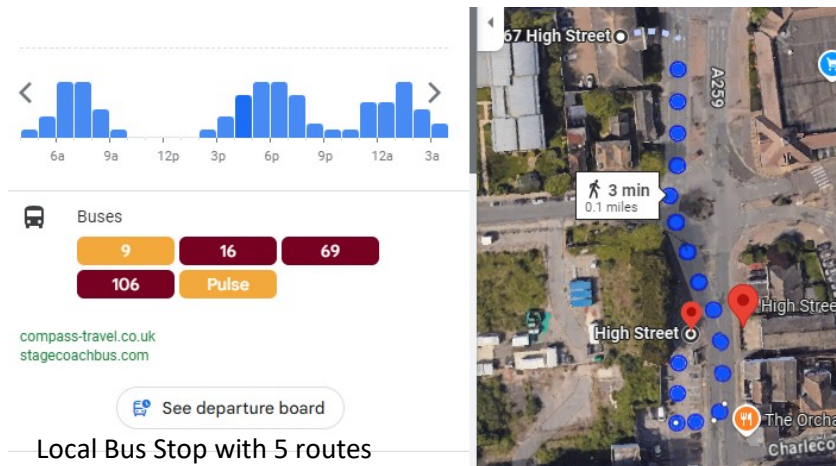 6a 9a 12p 3p 6p 9p 12a 3a
Buses
9 16 69
106 Pulse
compass-travel.co.uk
stagecoachbus.com
See departure board
Local Bus Stop with 5 routes
67 High Street
A259
3 min
0.1 miles
High Stree
High Street
The Orcha
Charleco